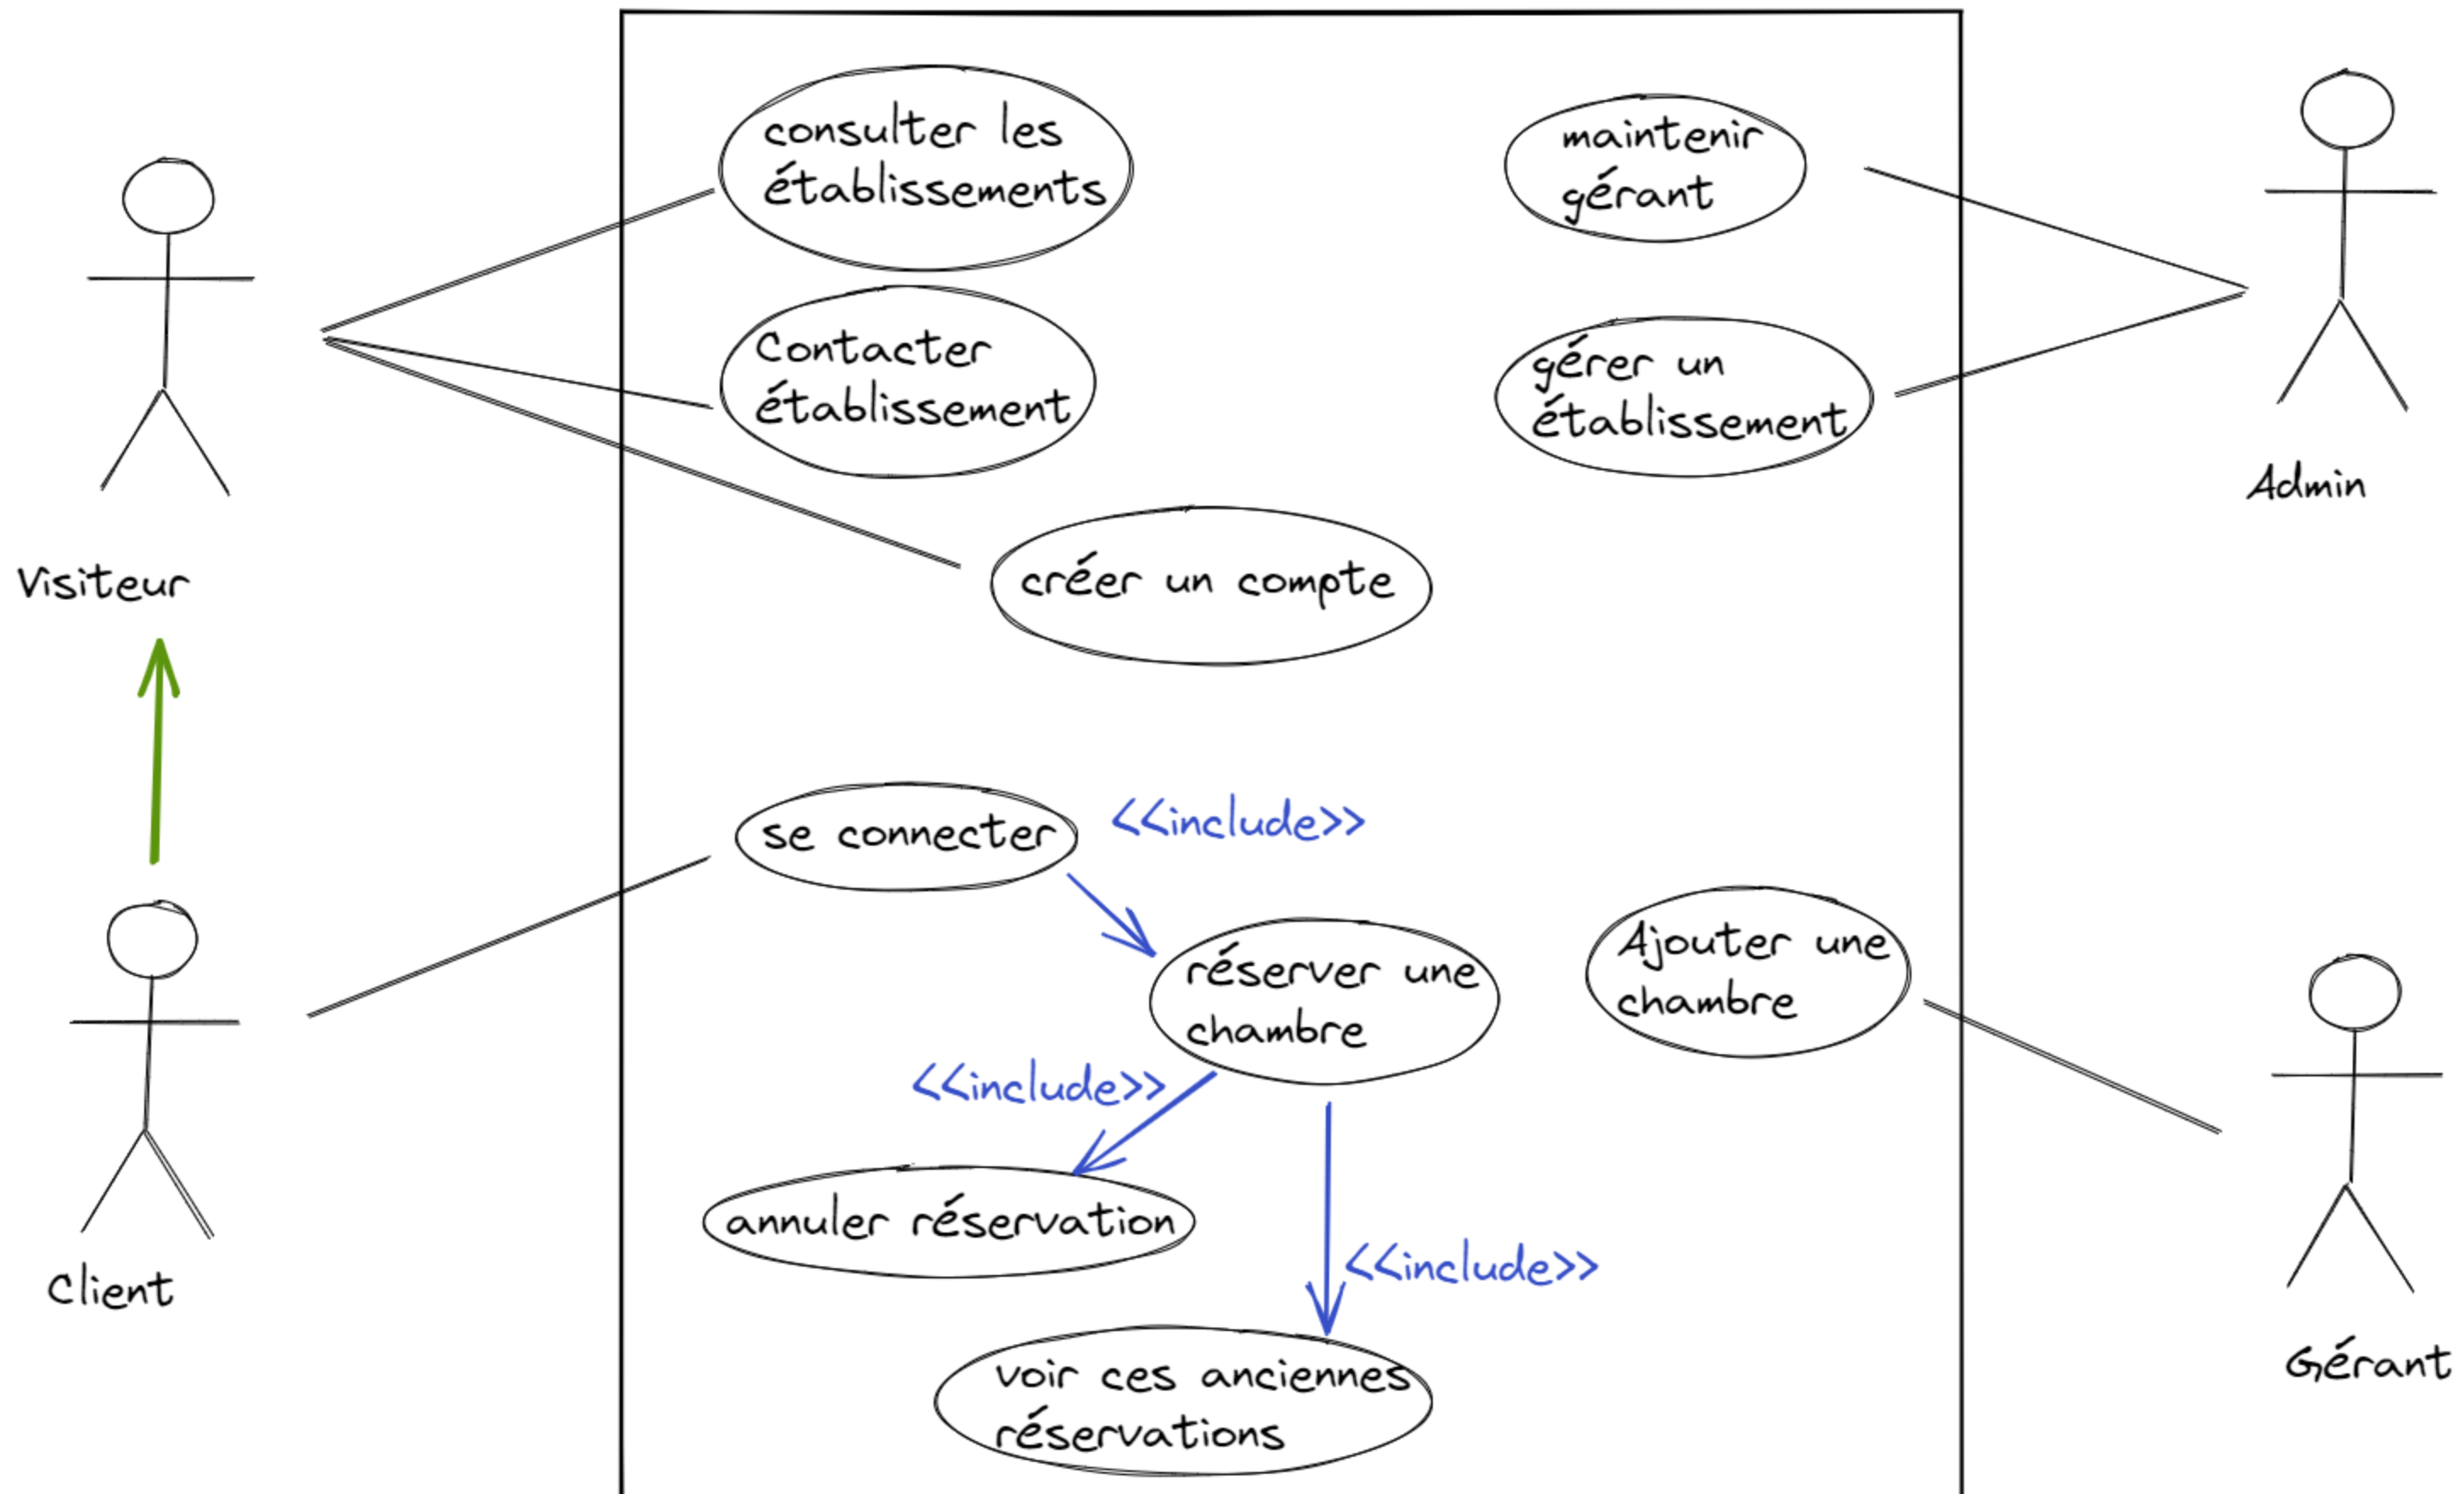 consulter les
établissements
maintenir
gérant
Contacter
établissement
gérer un
établissement
Admin
créer un compte
Visiteur
se connecter
<<include>>
réserver une
chambre
Ajouter une
chambre
<<include>>
annuler réservation
<<include>>
Client
voir ces anciennes
réservations
Gérant